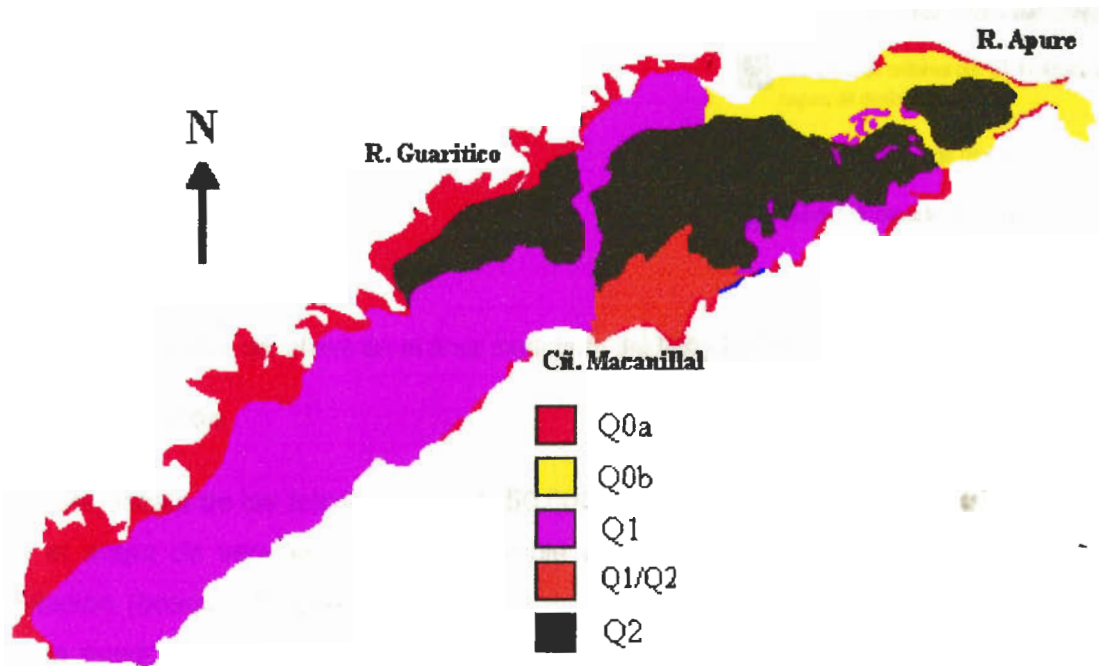 R. Apure
N
R. Guaritico
Cñ. Macanillal
Q0a
Q0b
Q1
Q1/Q2
Q2